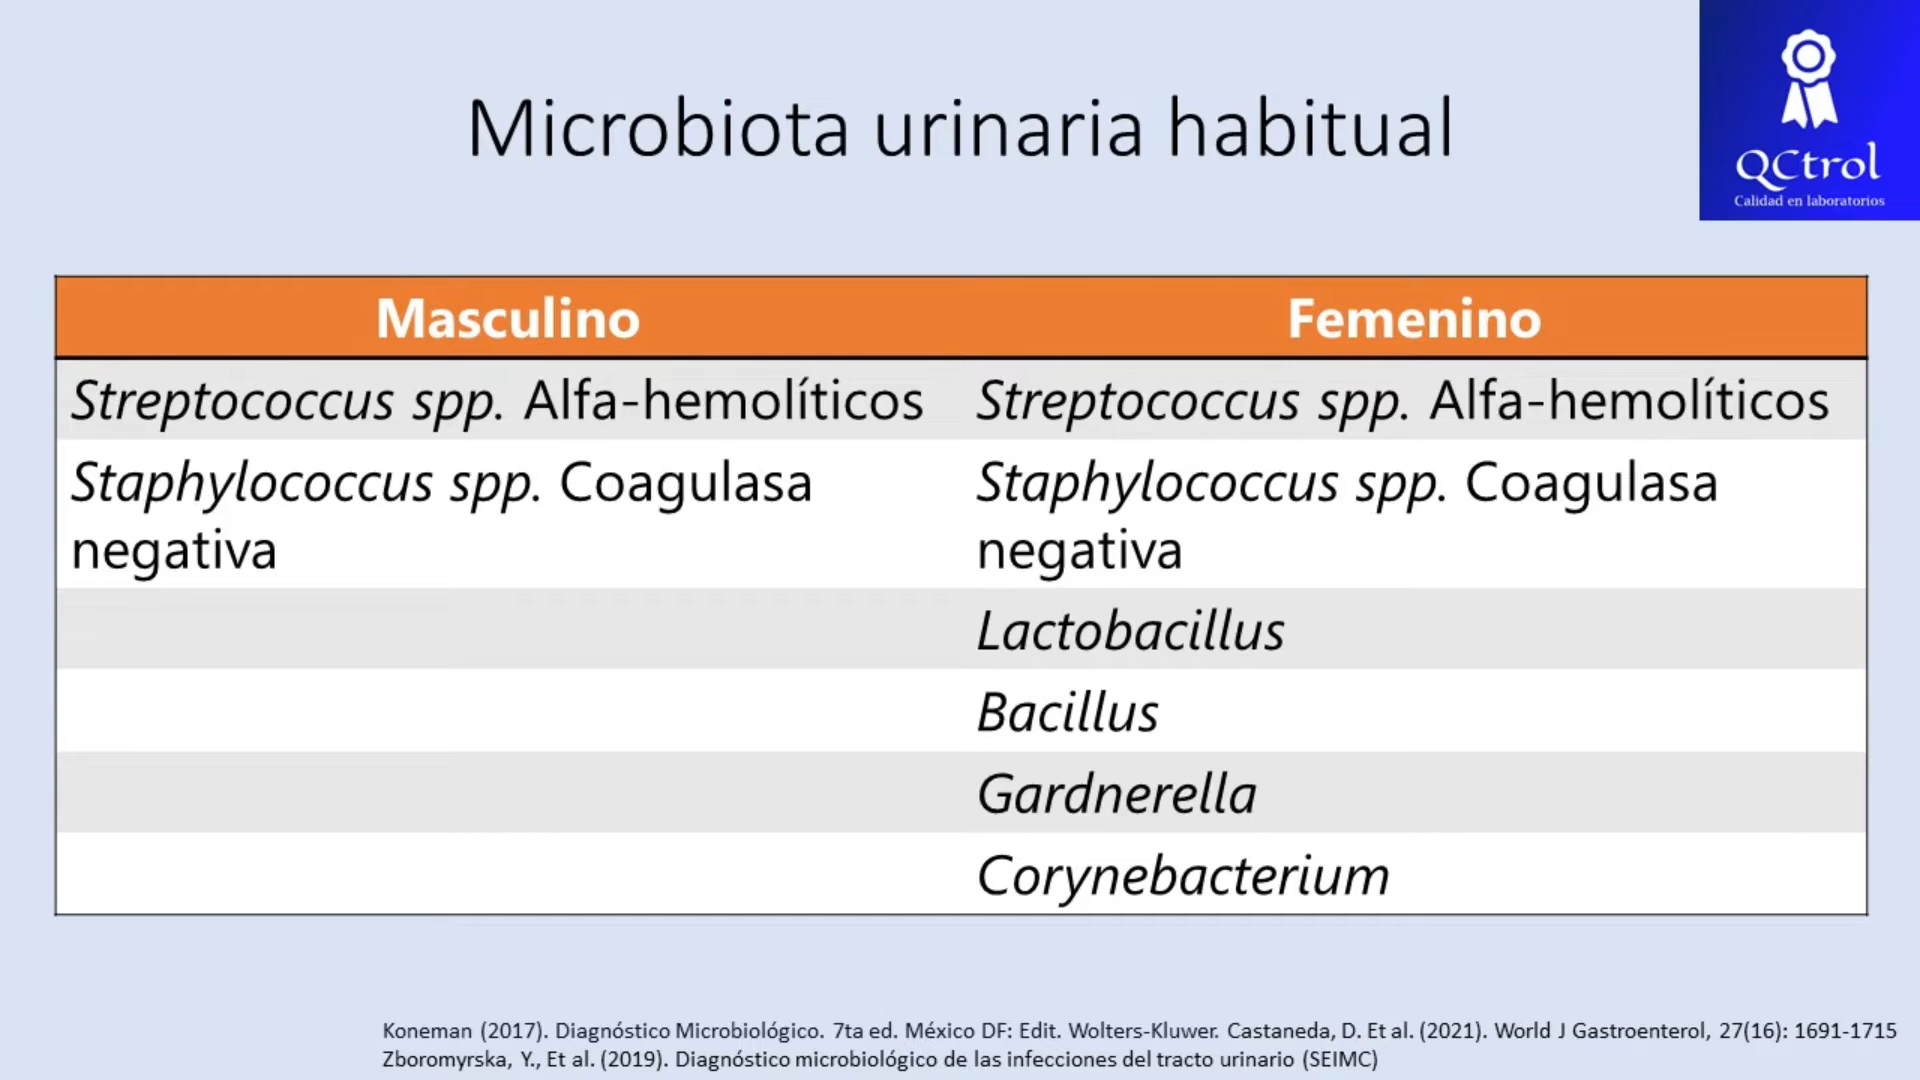 Microbiota urinaria habitual
QCtrol
Calidad en laboratorios
Masculino Femenino
Streptococcus spp. Alfa-hemolíticos Streptococcus spp. Alfa-hemolíticos
Staphylococcus spp. Coagulasa negativa Staphylococcus spp. Coagulasa negativa
Lactobacillus
Bacillus
Gardnerella
Corynebacterium
Koneman (2017). Diagnóstico Microbiológico. 7ta ed. México DF: Edit. Wolters-Kluwer. Castaneda, D. Et al. (2021). World J Gastroenterol, 27(16): 1691-1715
Zboromyrska, Y., Et al. (2019). Diagnóstico microbiológico de las infecciones del tracto urinario (SEIMC)